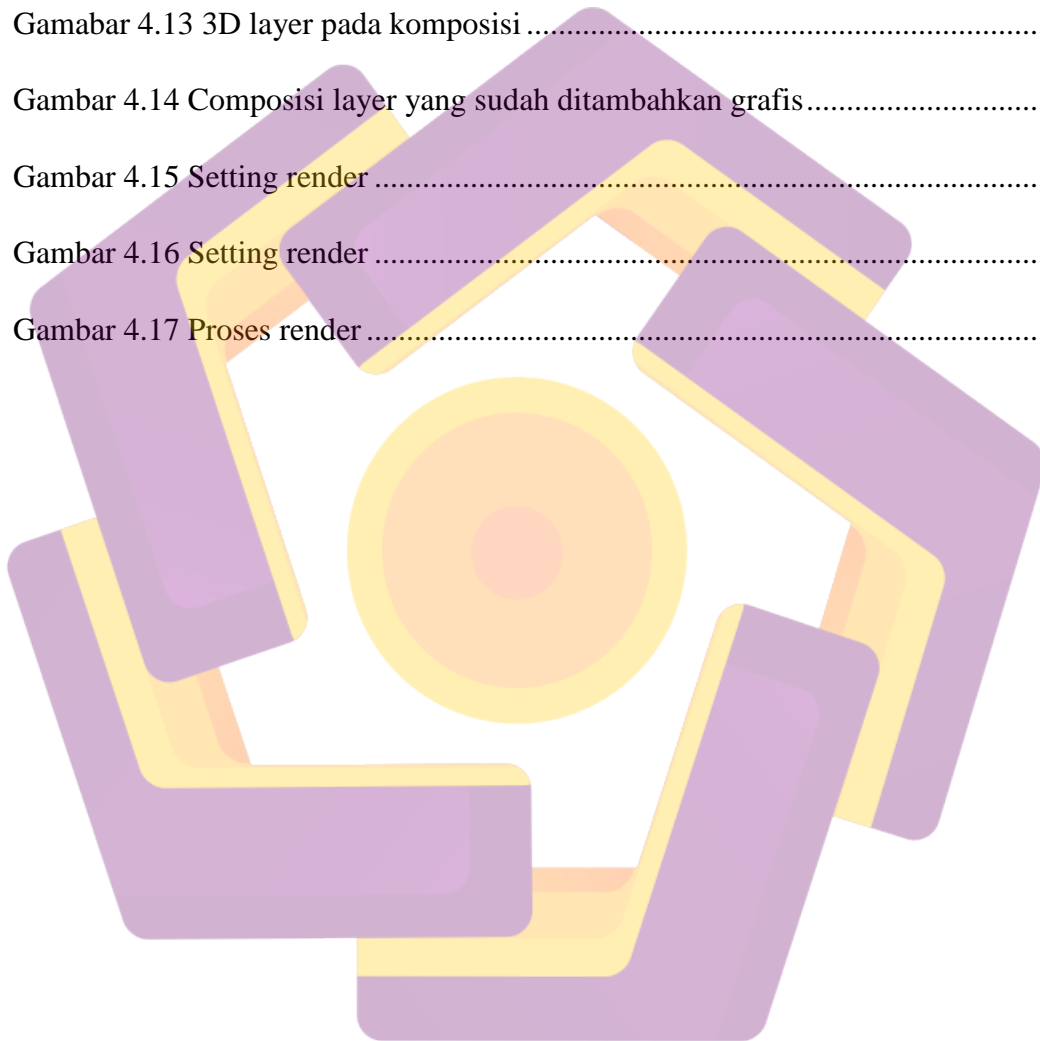 Gamabar 4.13 3D layer pada komposisi ........................................................
Gambar 4.14 Composisi layer yang sudah ditambahkan grafis .........................
Gambar 4.15 Setting render .........................................................................
Gambar 4.16 Setting render .........................................................................
Gambar 4.17 Proses render ..........................................................................